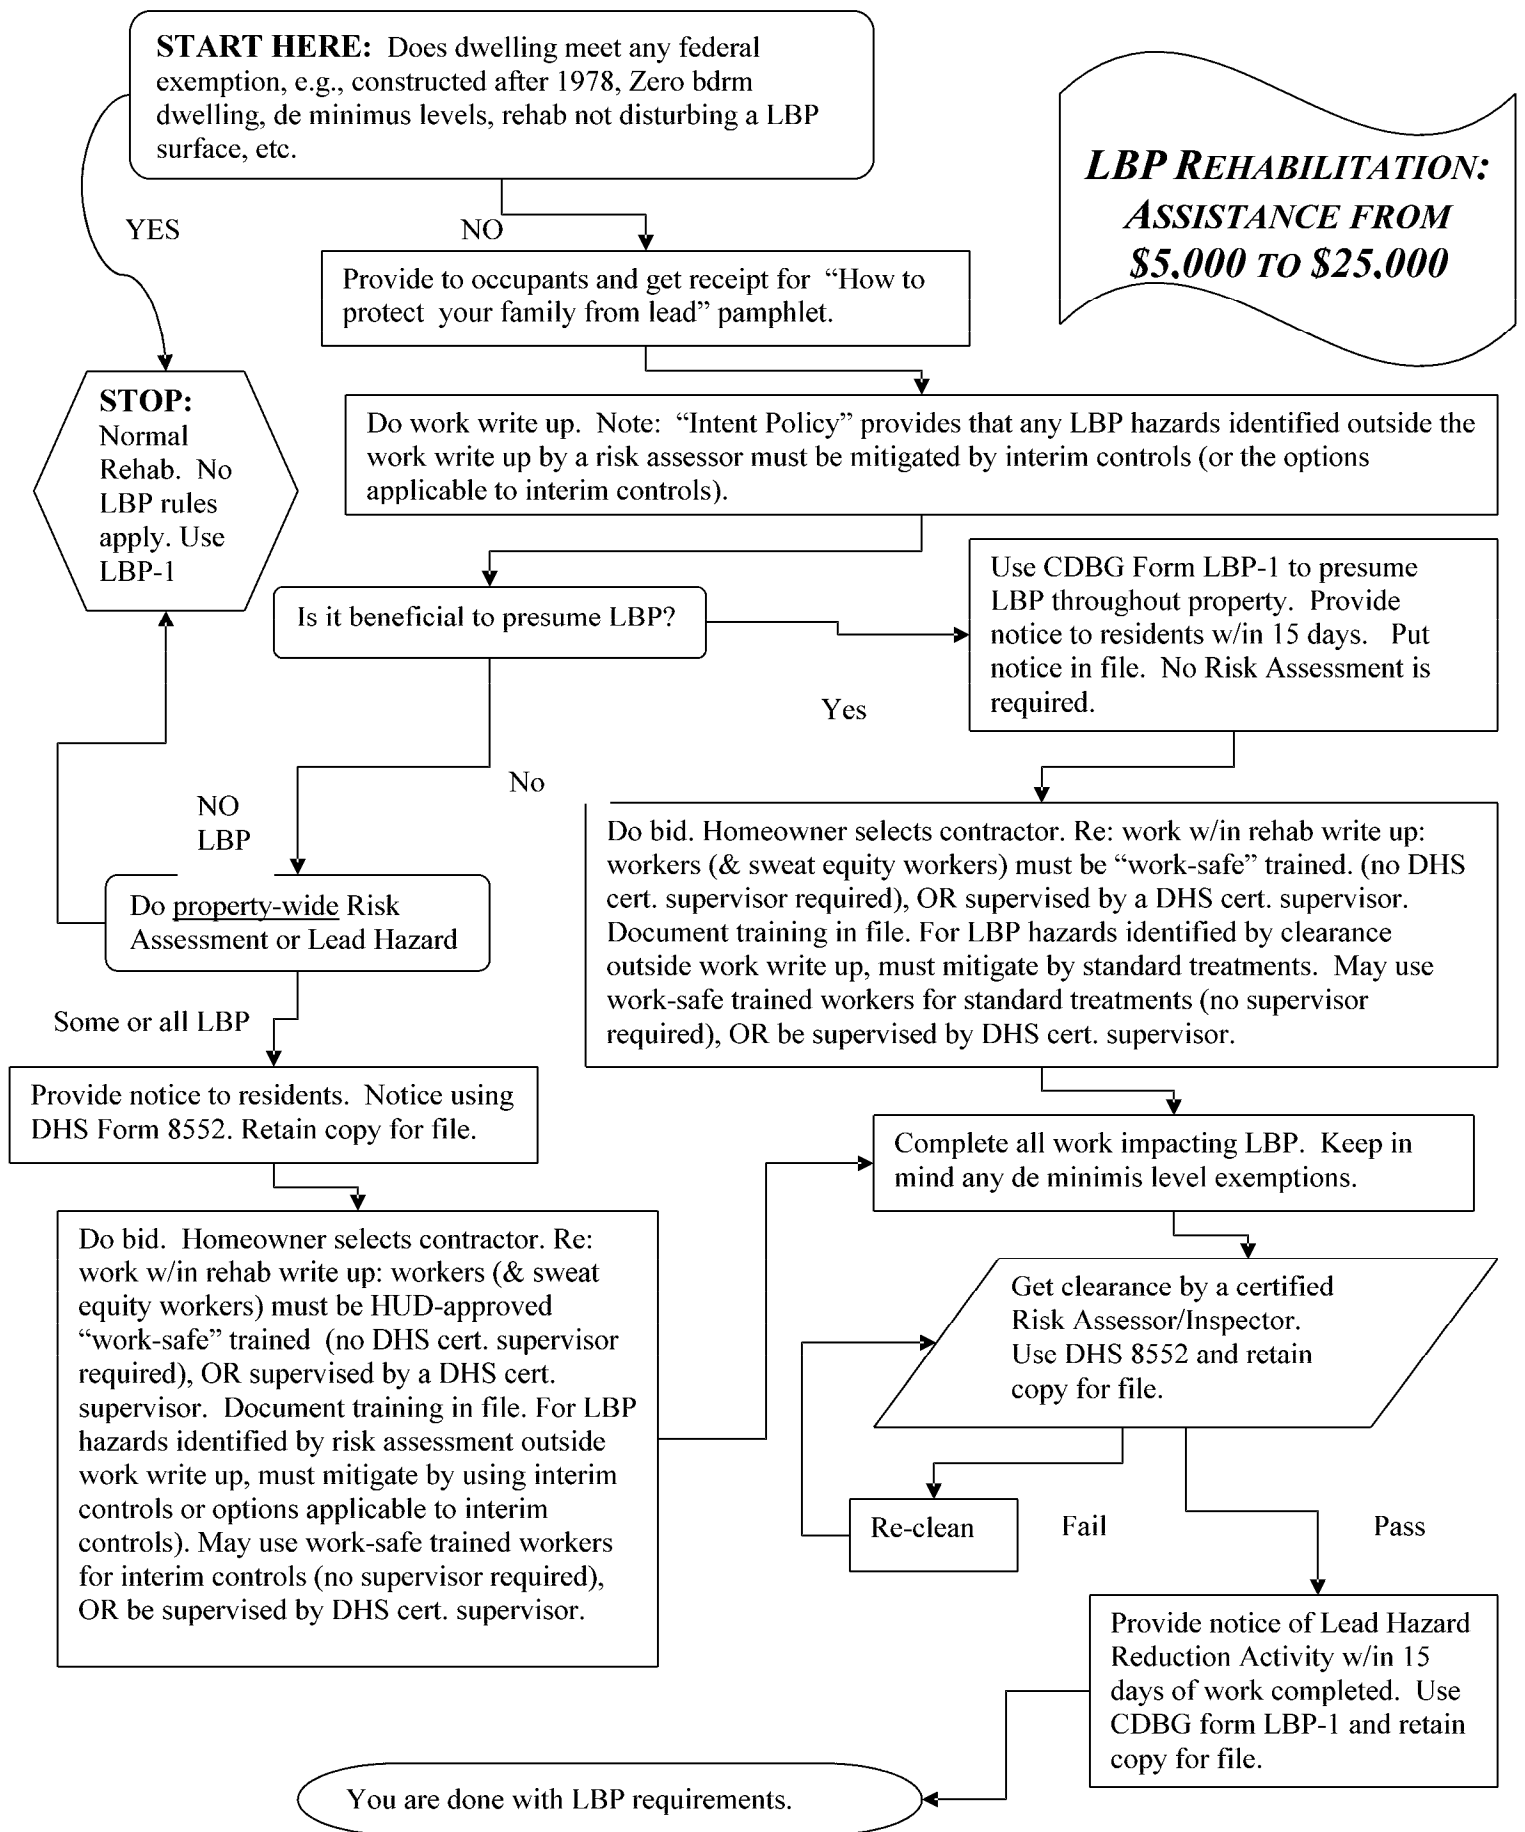 START HERE: Does dwelling meet any federal
exemption, e.g., constructed after 1978, Zero bdrm
dwelling, de minimus levels, rehab not disturbing a LBP
surface, etc.
LBP REHABILITATION:
ASSISTANCE FROM
$5,000 TO $25,000
YES
NO
Provide to occupants and get receipt for “How to
protect your family from lead” pamphlet.
STOP:
Normal
Rehab. No
LBP rules
apply. Use
LBP-1
Do work write up. Note: “Intent Policy” provides that any LBP hazards identified outside the
work write up by a risk assessor must be mitigated by interim controls (or the options
applicable to interim controls).
Is it beneficial to presume LBP?
Use CDBG Form LBP-1 to presume
LBP throughout property. Provide
notice to residents w/in 15 days. Put
notice in file. No Risk Assessment is
required.
Yes
No
NO
LBP
Do property-wide Risk
Assessment or Lead Hazard
Do bid. Homeowner selects contractor. Re: work w/in rehab write up:
workers (& sweat equity workers) must be “work-safe” trained. (no DHS
cert. supervisor required), OR supervised by a DHS cert. supervisor.
Document training in file. For LBP hazards identified by clearance
outside work write up, must mitigate by standard treatments. May use
work-safe trained workers for standard treatments (no supervisor
required), OR be supervised by DHS cert. supervisor.
Some or all LBP
Provide notice to residents. Notice using
DHS Form 8552. Retain copy for file.
Complete all work impacting LBP. Keep in
mind any de minimis level exemptions.
Do bid. Homeowner selects contractor. Re:
work w/in rehab write up: workers (& sweat
equity workers) must be HUD-approved
“work-safe” trained (no DHS cert. supervisor
required), OR supervised by a DHS cert.
supervisor. Document training in file. For LBP
hazards identified by risk assessment outside
work write up, must mitigate by using interim
controls or options applicable to interim
controls). May use work-safe trained workers
for interim controls (no supervisor required),
OR be supervised by DHS cert. supervisor.
Get clearance by a certified
Risk Assessor/Inspector.
Use DHS 8552 and retain
copy for file.
Re-clean
Fail
Pass
Provide notice of Lead Hazard
Reduction Activity w/in 15
days of work completed. Use
CDBG form LBP-1 and retain
copy for file.
You are done with LBP requirements.